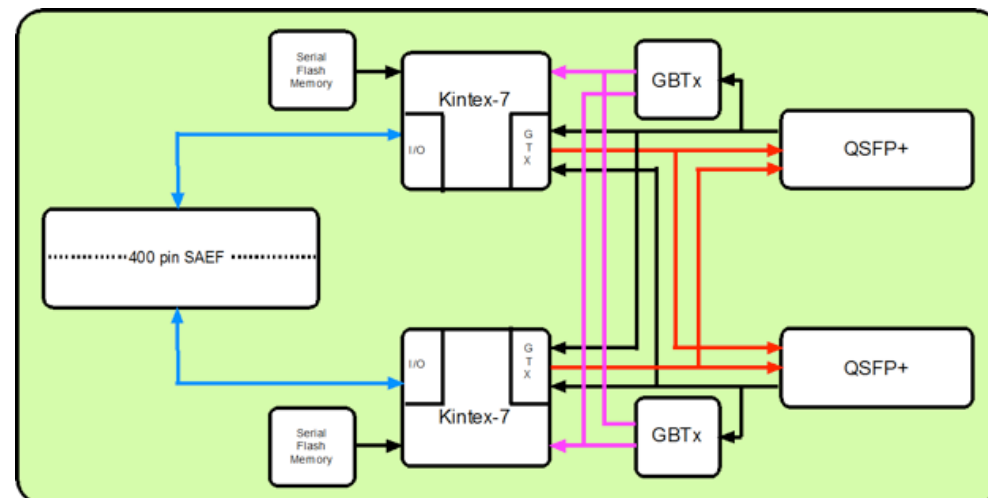 Serial
Flash
Memory
Kintex-7
I/O
G
T
X
GBTx
QSFP+
400 pin SAEF
I/O
G
T
X
Kintex-7
QSFP+
Serial
Flash
Memory
GBTx